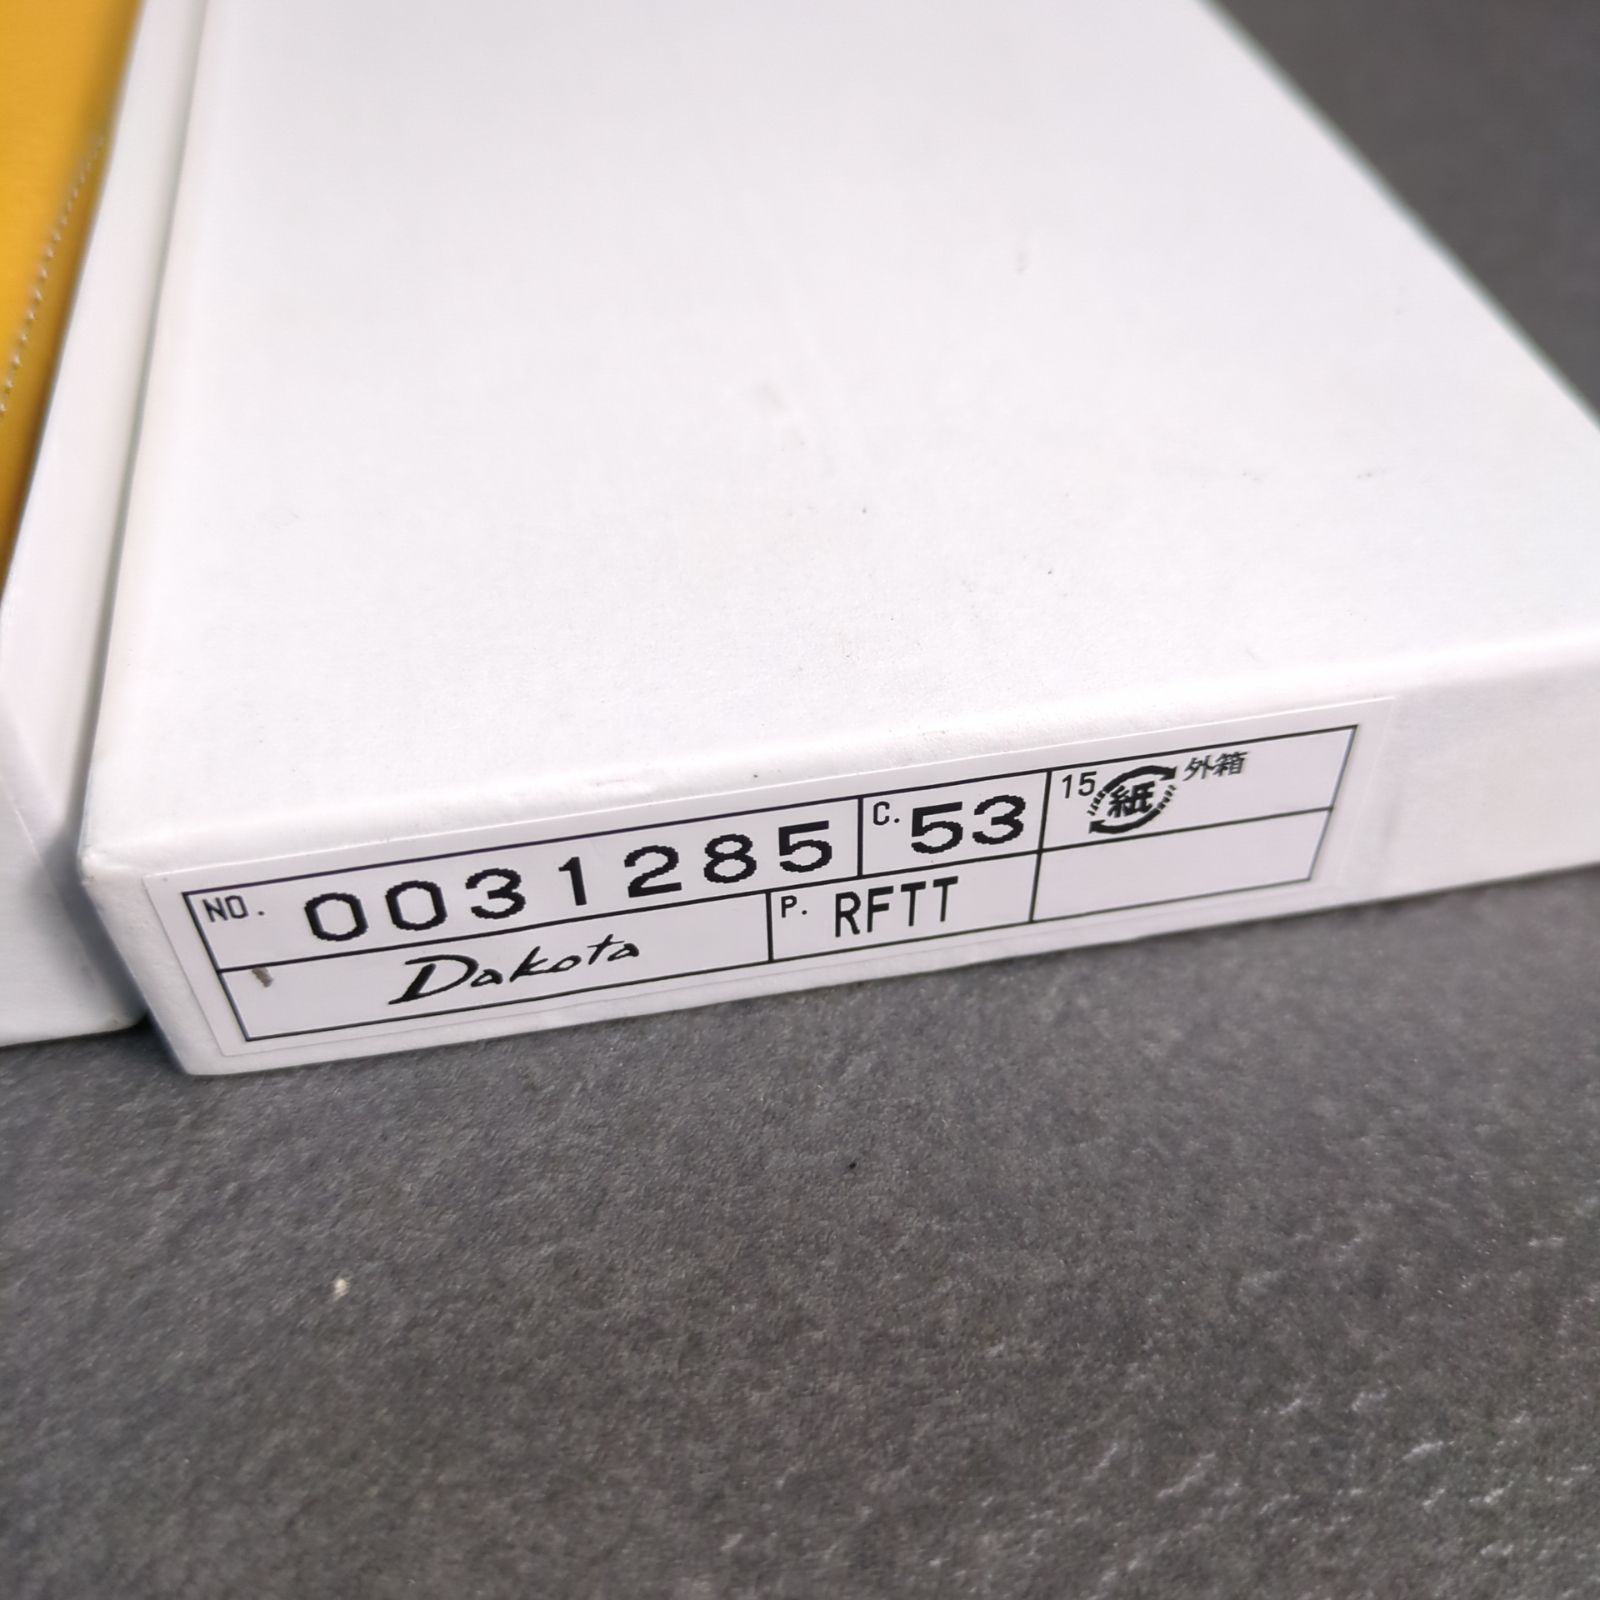 NO. 0031285 C. 53 15 紙 外箱
Dakota P. RFTT